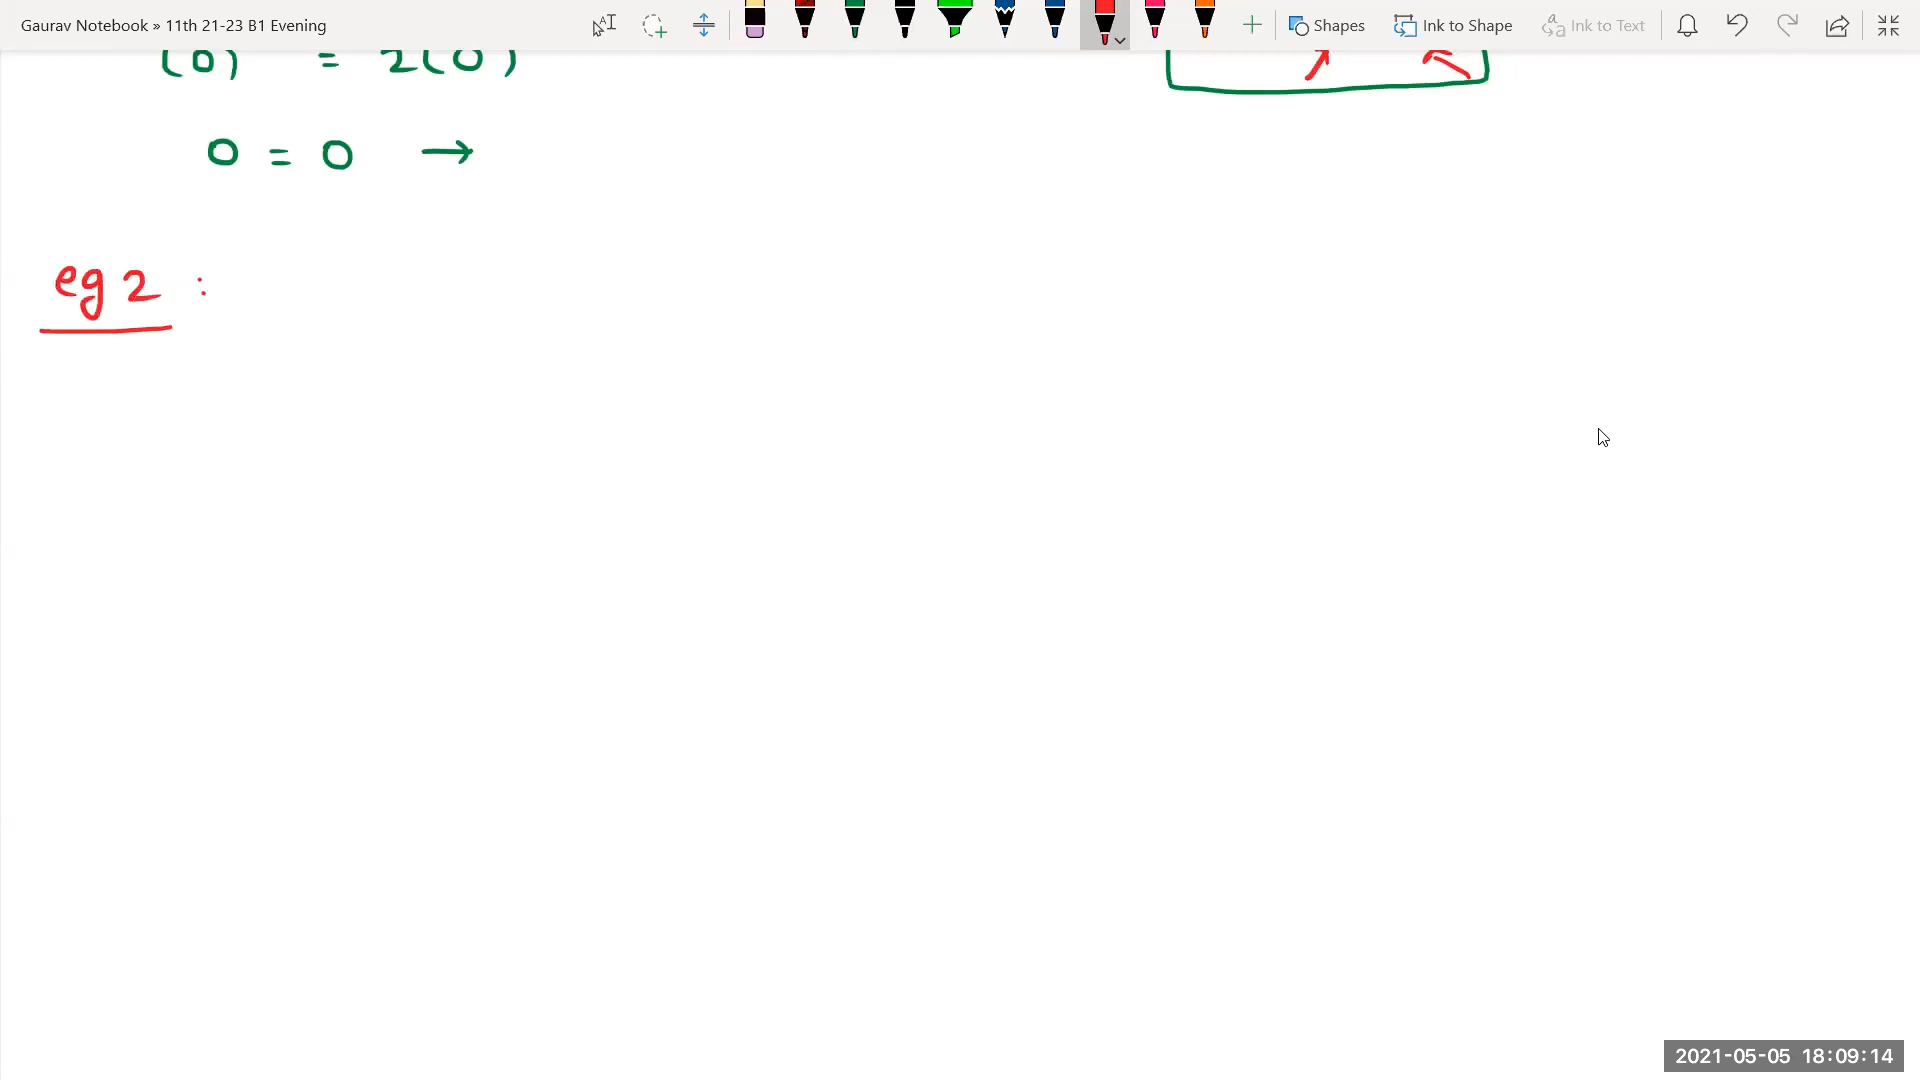 Gaurav Notebook » 11th 21-23 B1 Evening
Shapes
Ink to Shape
Ink to Text
= 2(0)
0 = 0 →
eg 2 :
2021-05-05 18:09:14